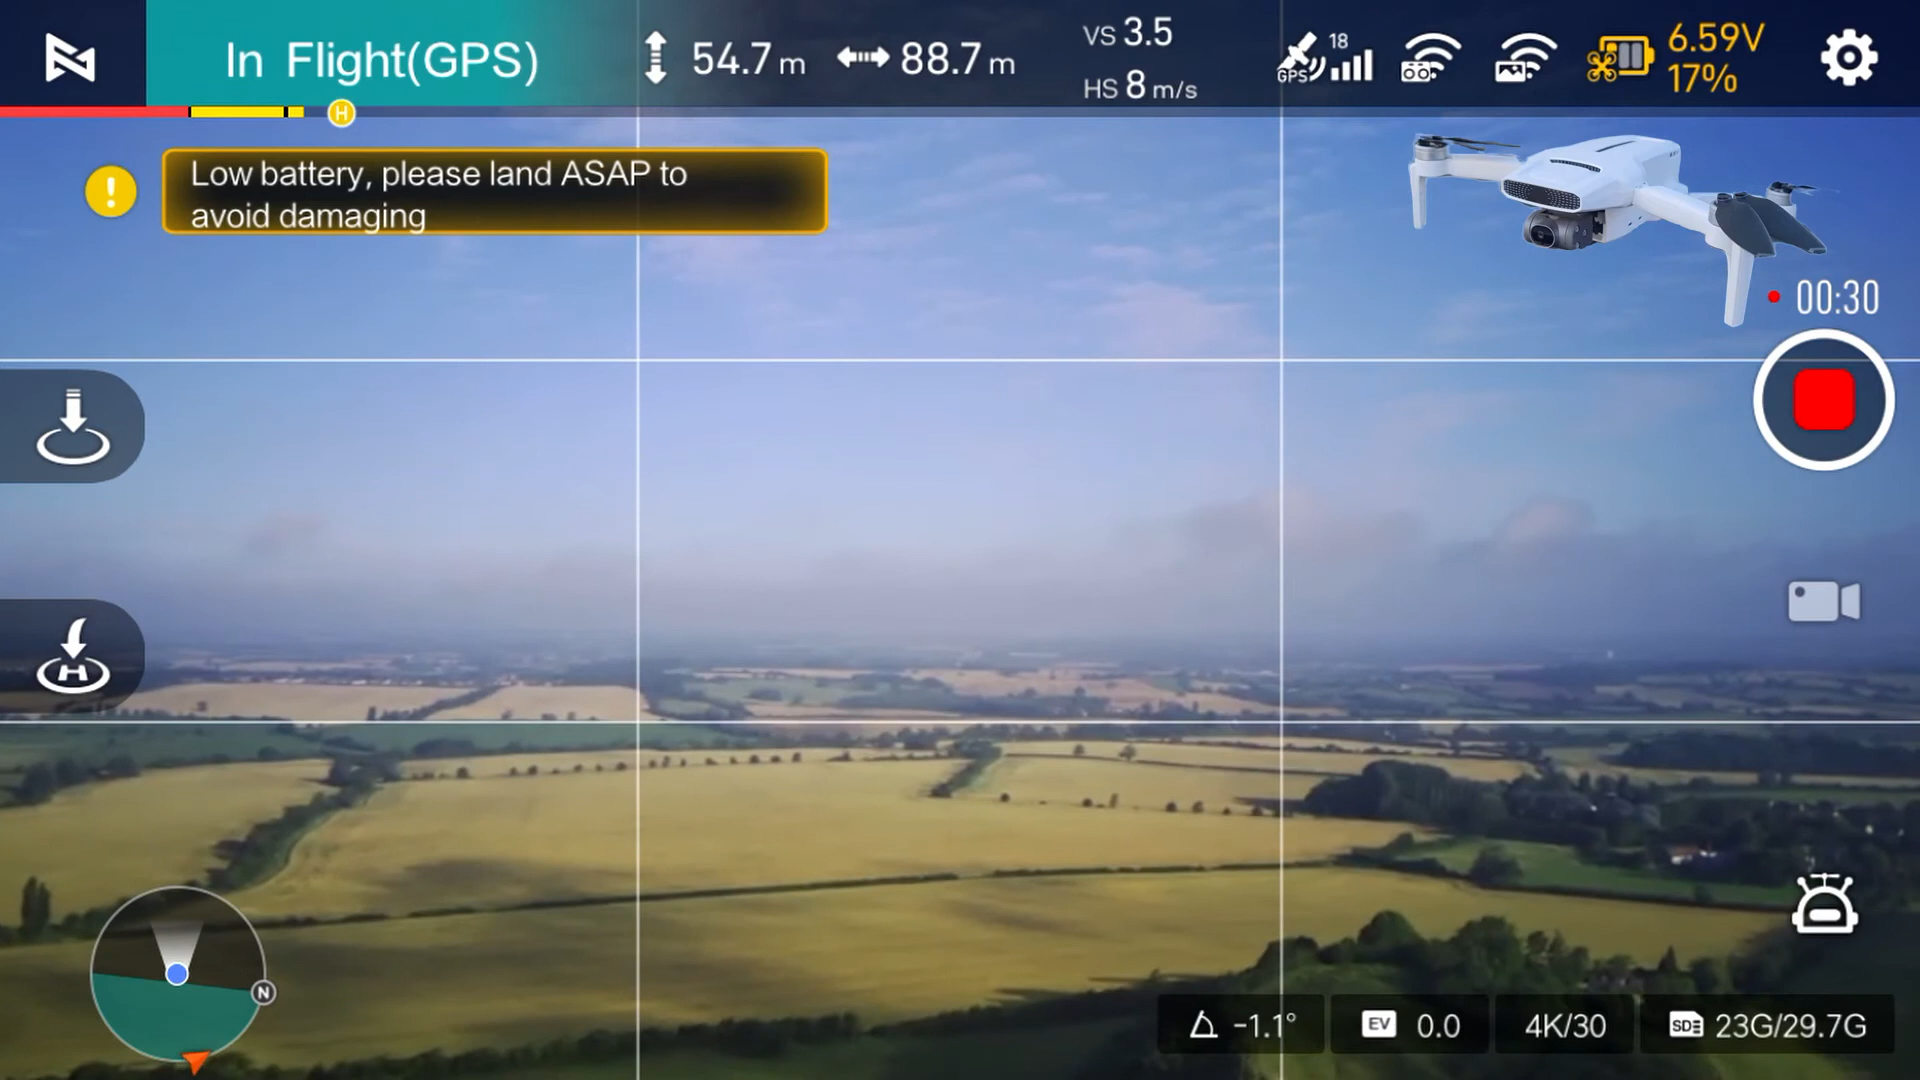 In Flight(GPS)
54.7 m
88.7 m
VS 3.5
HS 8 m/s
GPS
18
6.59V
17%
H
Low battery, please land ASAP to
avoid damaging
00:30
H
N
-1.1°
EV 0.0
4K/30
SD 23G/29.7G